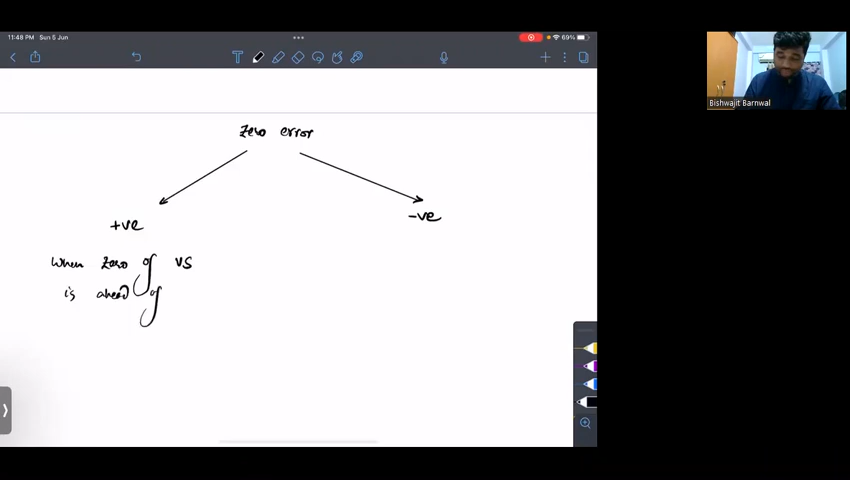 11:48 PM Sun 5 Jun
69%
Bishwajit Barnwal
Zero error
+ve
-ve
When zero of VS
is ahead of